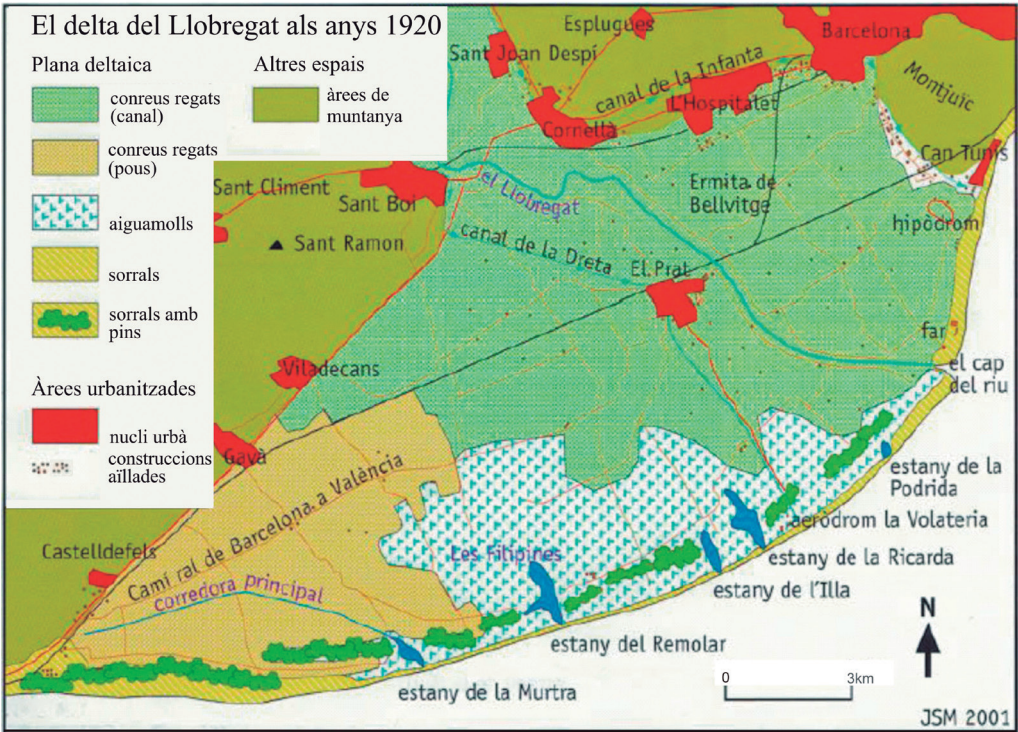 El delta del Llobregat als anys 1920
Plana deltaica
conreus regats
(canal)
conreus regats
(pous)
aiguamolls
sorrals
sorrals amb
pins
Altres espais
àrees de
muntanya
Àrees urbanitzades
nucli urbà
construccions
aïllades
Esplugues
Barcelona
Sant Joan Despí
canal de la Infanta
Montjuïc
L'Hospitalet
Cornellà
Can Tunis
Sant Climent
el Llobregat
Ermita de
Bellvitge
Sant Boi
hipòdrom
Sant Ramon
canal de la Dreta
El Prat
far
el cap
del riu
Viladecans
Gavà
Camí ral de Barcelona a València
estany de la
Podrida
aeròdrom la Volateria
Castelldefels
Les Filipines
estany de la Ricarda
corredora principal
estany de l'Illa
estany del Remolar
estany de la Murtra
N
0 3km
JSM 2001